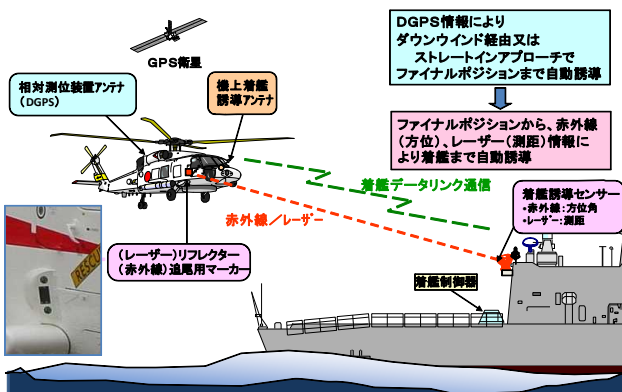 DGPS情報により
ダウンウインド経由又は
ストレートインアプローチで
ファイナルポジションまで自動誘導
GPS衛星
相対測位装置アンテナ
(DGPS)
機上着艦
誘導アンテナ
ファイナルポジションから、赤外線
(方位)、レーザー(測距)情報に
より着艦まで自動誘導
着艦データリンク通信
着艦誘導センサー
・赤外線:方位角
・レーザー:測距
赤外線/レーザー
RESCUE
(レーザー)リフレクター
(赤外線)追尾用マーカー
着艦制御器